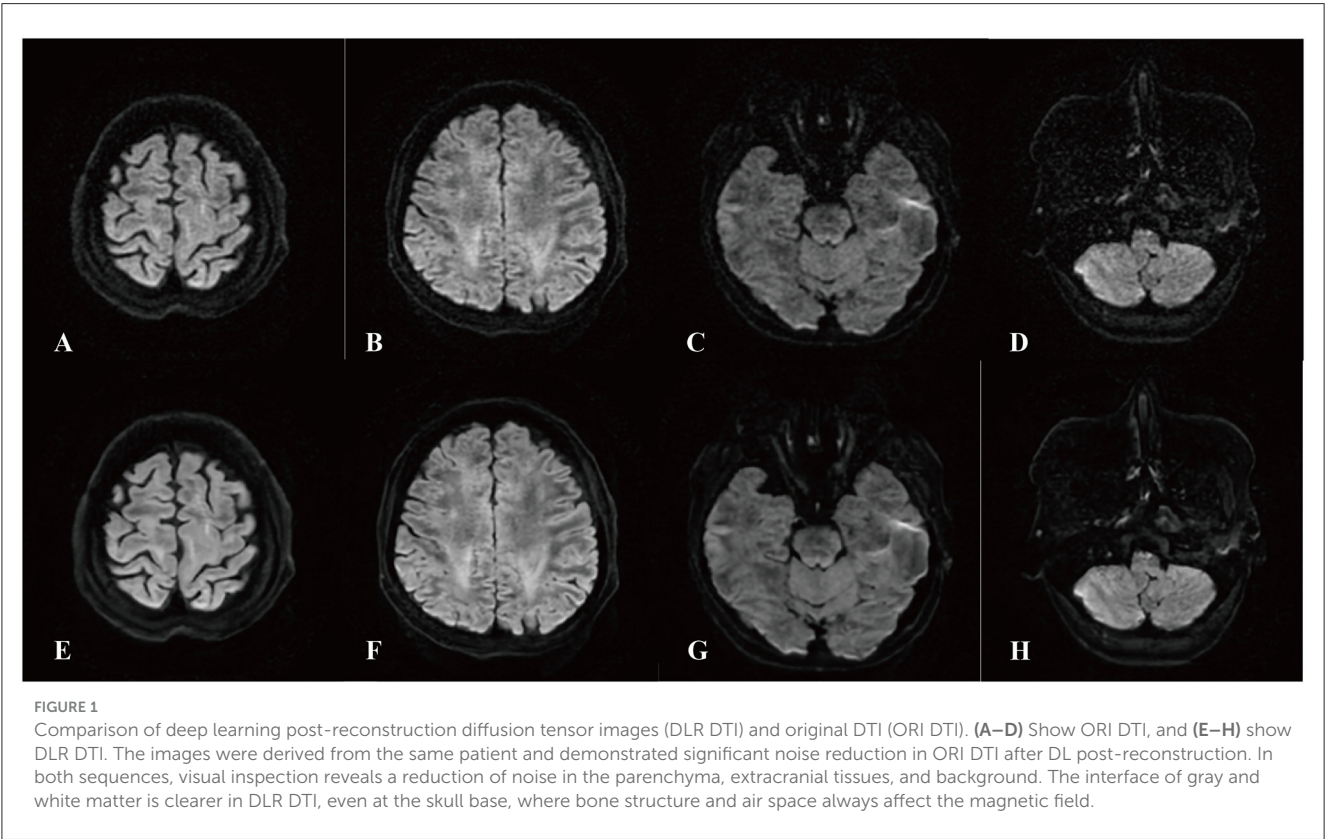 A
B
C
D
E
F
G
H
FIGURE 1
Comparison of deep learning post-reconstruction diffusion tensor images (DLR DTI) and original DTI (ORI DTI). (A–D) Show ORI DTI, and (E–H) show
DLR DTI. The images were derived from the same patient and demonstrated significant noise reduction in ORI DTI after DL post-reconstruction. In
both sequences, visual inspection reveals a reduction of noise in the parenchyma, extracranial tissues, and background. The interface of gray and
white matter is clearer in DLR DTI, even at the skull base, where bone structure and air space always affect the magnetic field.